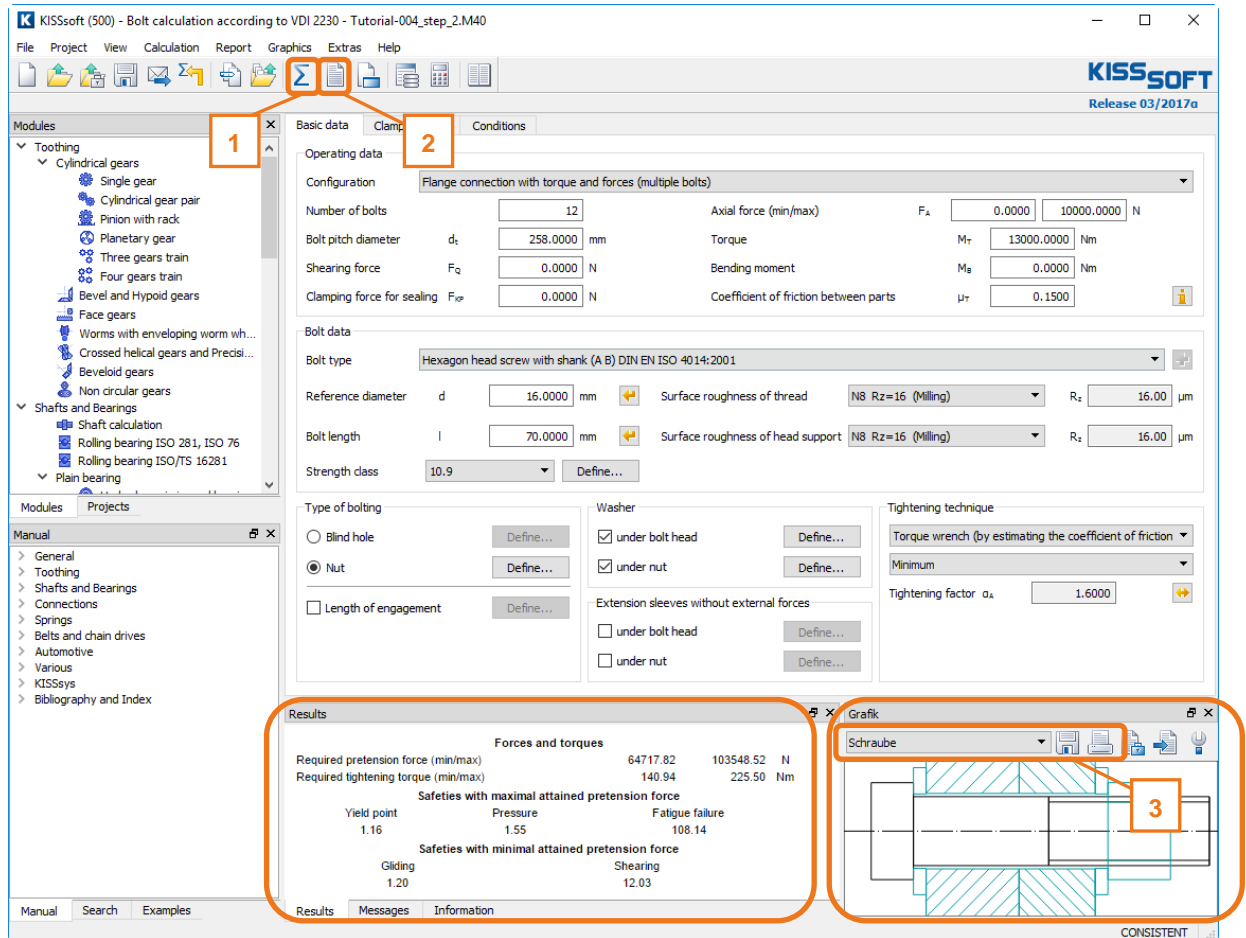 KISSsoft (500) - Bolt calculation according to VDI 2230 - Tutorial-004_step_2.M40
File Project View Calculation Report Graphics Extras Help
KISSSOFT
Release 03/2017a
Modules
1
2
Basic data Clamp Conditions
Toothing
Cylindrical gears
Single gear
Cylindrical gear pair
Pinion with rack
Planetary gear
Three gears train
Four gears train
Bevel and Hypoid gears
Face gears
Worms with enveloping worm wh...
Crossed helical gears and Precisi...
Beveloid gears
Non circular gears
Shafts and Bearings
Shaft calculation
Rolling bearing ISO 281, ISO 76
Rolling bearing ISO/TS 16281
Plain bearing
Modules Projects
Manual
General
Toothing
Shafts and Bearings
Connections
Springs
Belts and chain drives
Automotive
Various
KISSsys
Bibliography and Index
Manual Search Examples
Operating data
Configuration Flange connection with torque and forces (multiple bolts)
Number of bolts 12 Axial force (min/max) FA 0.0000 10000.0000 N
Bolt pitch diameter dt 258.0000 mm Torque MT 13000.0000 Nm
Shearing force FQ 0.0000 N Bending moment MB 0.0000 Nm
Clamping force for sealing FKP 0.0000 N Coefficient of friction between parts μT 0.1500
Bolt data
Bolt type Hexagon head screw with shank (A B) DIN EN ISO 4014:2001
Reference diameter d 16.0000 mm Surface roughness of thread N8 Rz=16 (Milling) Rz 16.00 μm
Bolt length l 70.0000 mm Surface roughness of head support N8 Rz=16 (Milling) Rz 16.00 μm
Strength class 10.9 Define...
Type of bolting Washer Tightening technique
Blind hole Define... under bolt head Define... Torque wrench (by estimating the coefficient of friction
Nut Define... under nut Define... Minimum
Length of engagement Define... Extension sleeves without external forces Tightening factor αA 1.6000
under bolt head Define...
under nut Define...
Results
Forces and torques
Required pretension force (min/max) 64717.82 103548.52 N
Required tightening torque (min/max) 140.94 225.50 Nm
Safeties with maximal attained pretension force
Yield point Pressure Fatigue failure
1.16 1.55 108.14
Safeties with minimal attained pretension force
Gliding Shearing
1.20 12.03
Results Messages Information
Grafik
Schraube
3
CONSISTENT